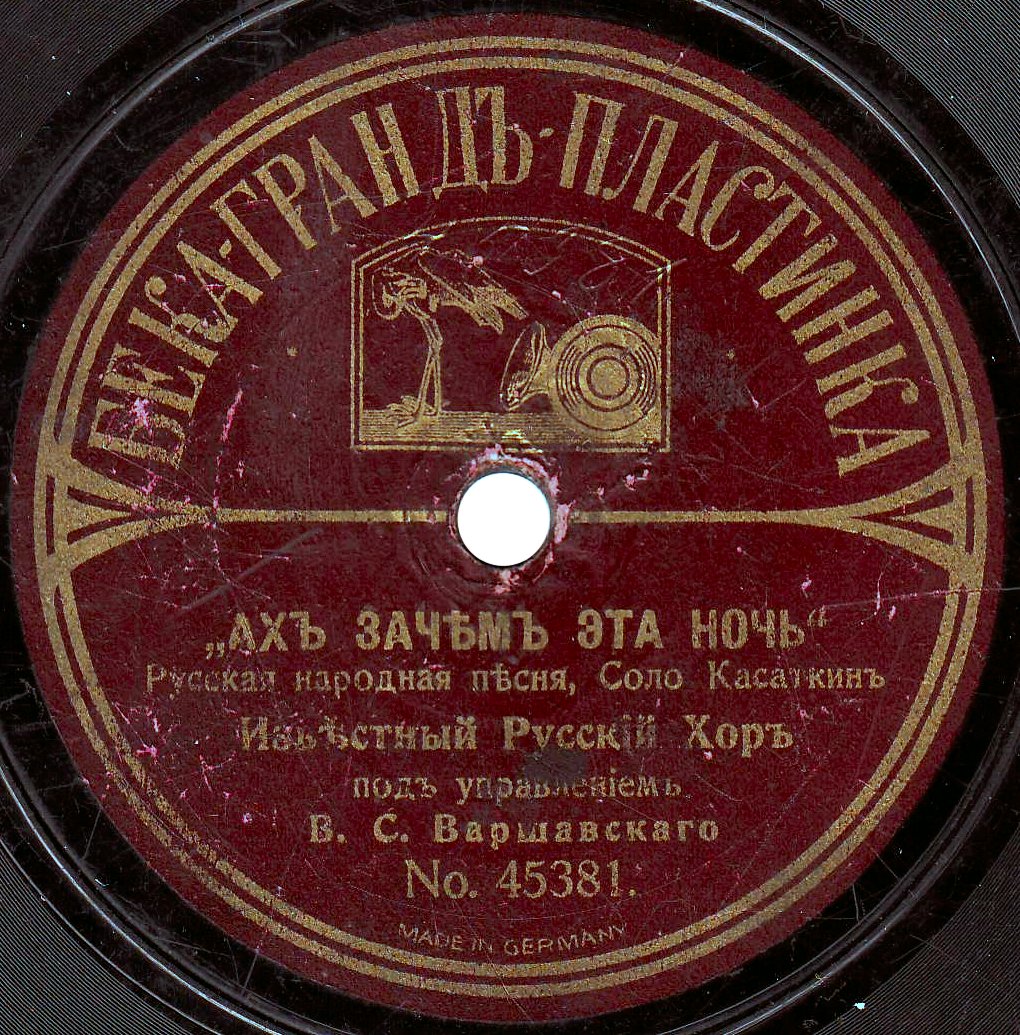 БЕКА-ГРАНДЪ-ПЛАСТИНКА
„АХЪ ЗАЧѢМЪ ЭТА НОЧЬ“
Русская народная пѣсня, Соло Касаткинъ
Извѣстный Русскій Хоръ
подъ управленіемъ
В. С. Варшавскаго
No. 45381.
MADE IN GERMANY